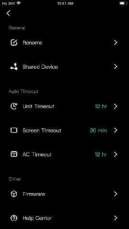 General
Rename
Shared Device
Auto Timeout
Unit Timeout 12 hr
Screen Timeout 30 min
AC Timeout 12 hr
Other
Firmware
Help Center